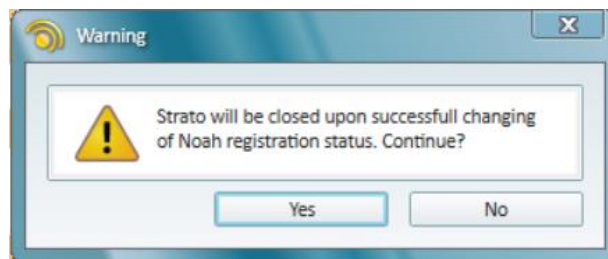 Warning
Strato will be closed upon successfull changing
of Noah registration status. Continue?
Yes
No